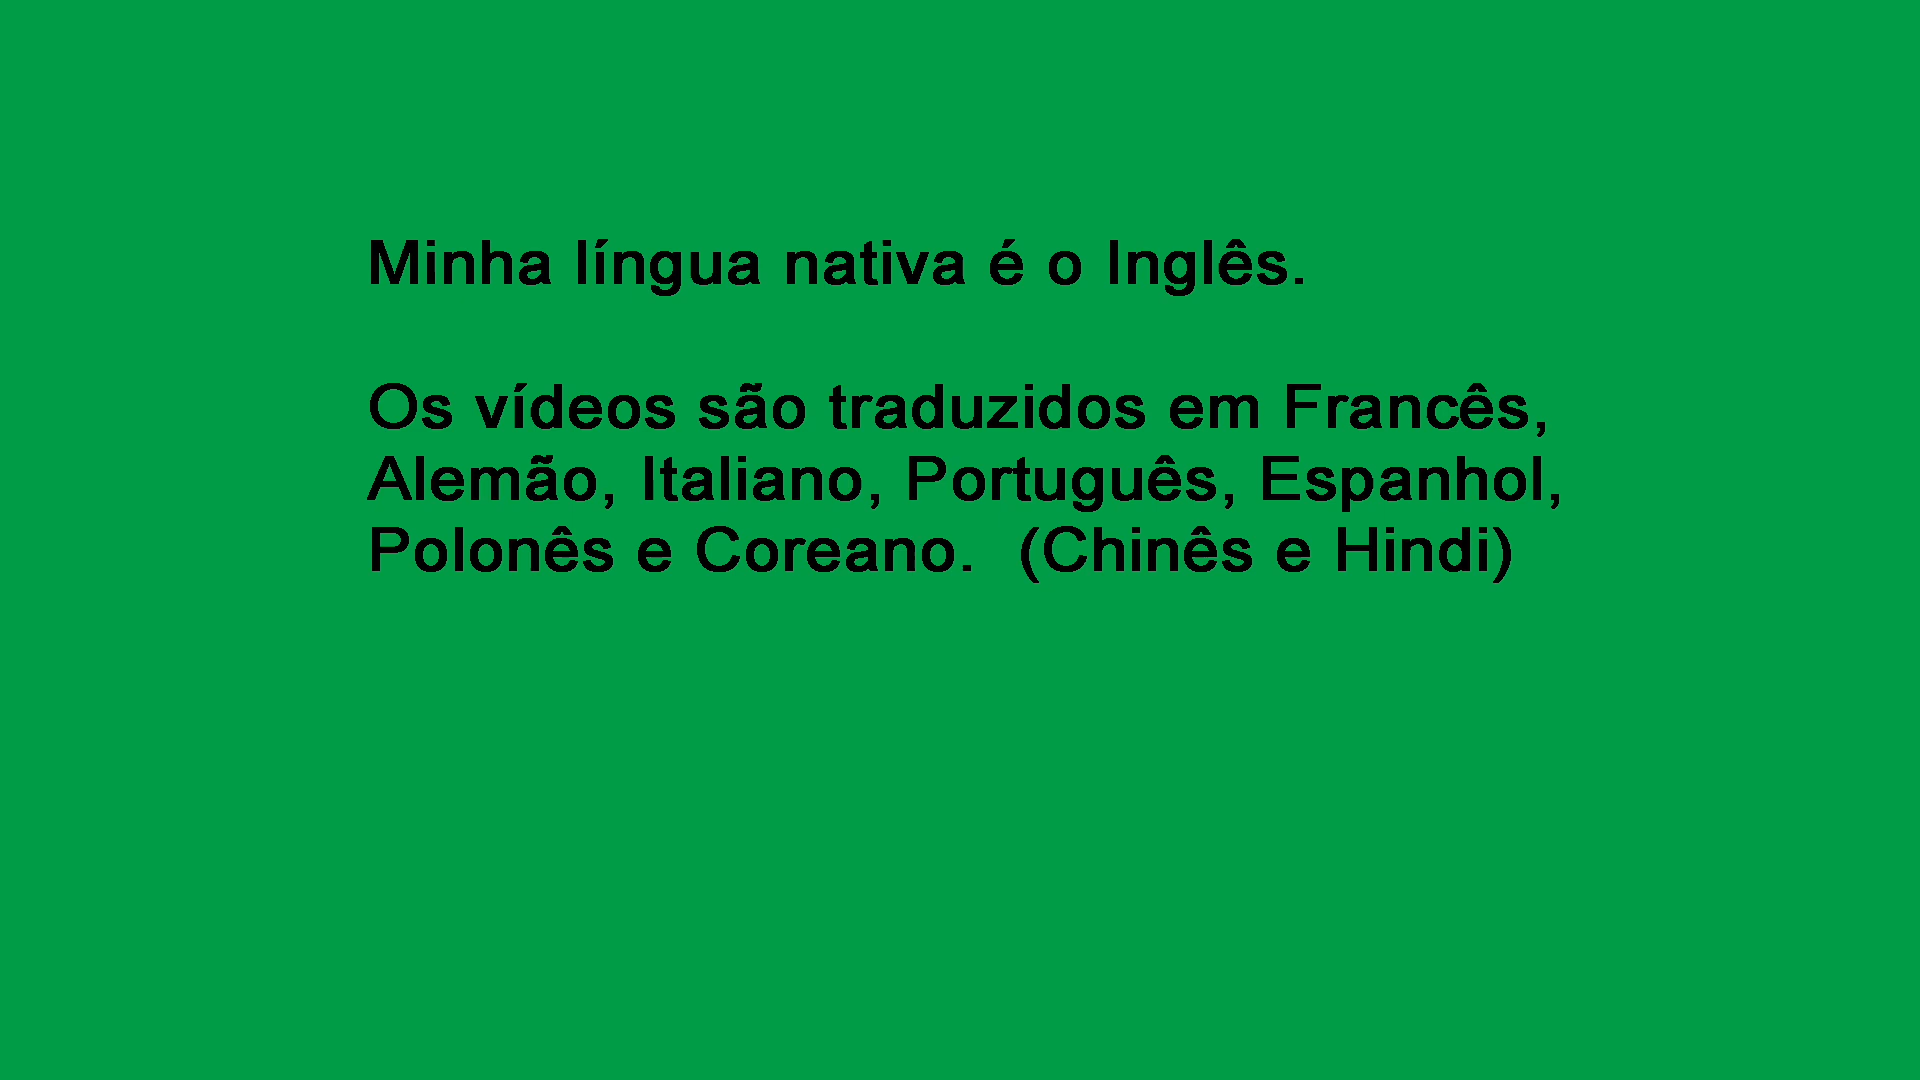 Minha língua nativa é o Inglês.
Os vídeos são traduzidos em Francês,
Alemão, Italiano, Português, Espanhol,
Polonês e Coreano.  (Chinês e Hindi)